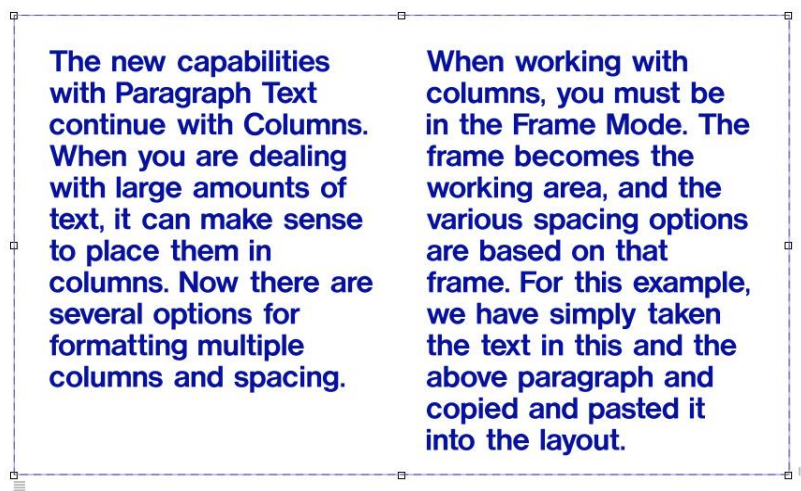 The new capabilities
with Paragraph Text
continue with Columns.
When you are dealing
with large amounts of
text, it can make sense
to place them in
columns. Now there are
several options for
formatting multiple
columns and spacing.
When working with
columns, you must be
in the Frame Mode. The
frame becomes the
working area, and the
various spacing options
are based on that
frame. For this example,
we have simply taken
the text in this and the
above paragraph and
copied and pasted it
into the layout.